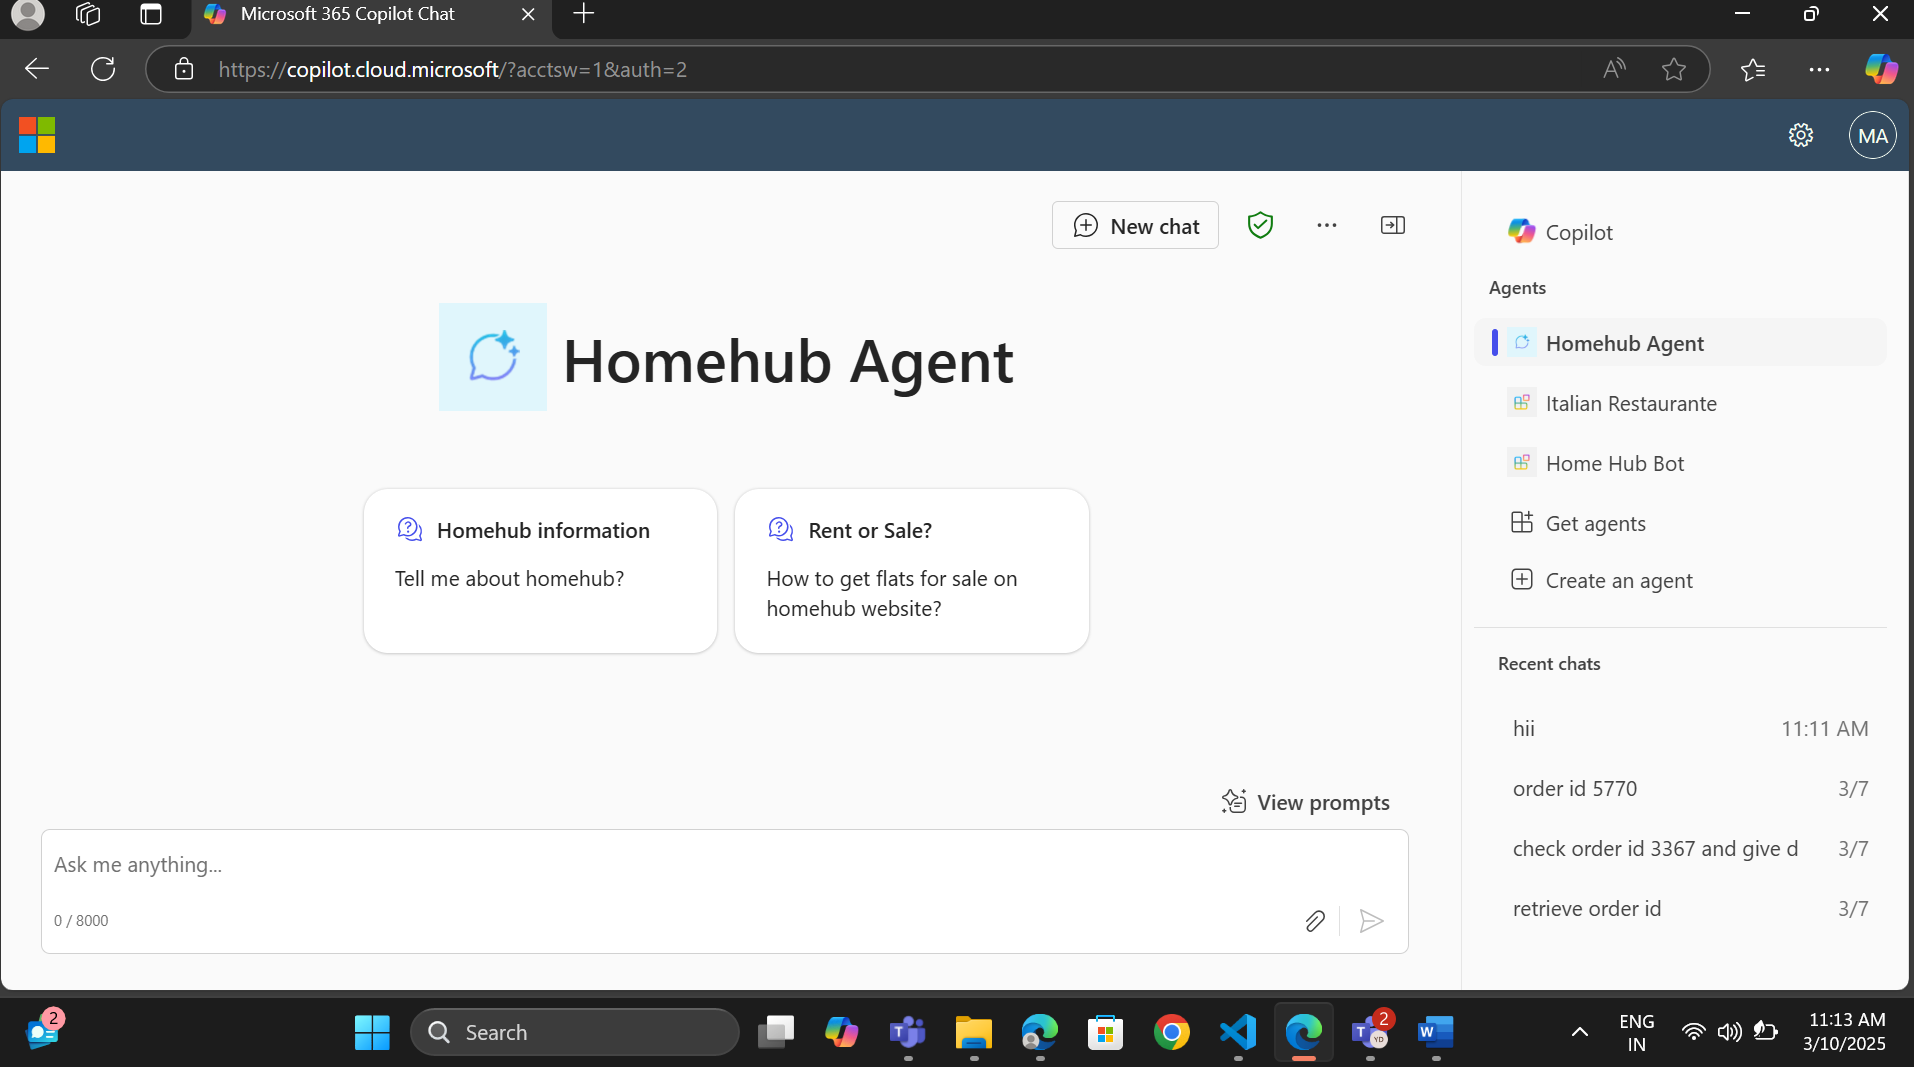 Microsoft 365 Copilot Chat
https://copilot.cloud.microsoft/?acctsw=1&auth=2
MA
New chat
Homehub Agent
Homehub information
Tell me about homehub?
Rent or Sale?
How to get flats for sale on
homehub website?
View prompts
Ask me anything...
0 / 8000
Copilot
Agents
Homehub Agent
Italian Restaurante
Home Hub Bot
Get agents
Create an agent
Recent chats
hii 11:11 AM
order id 5770 3/7
check order id 3367 and give d 3/7
retrieve order id 3/7
2
Search
T
T
2
YD
W
ENG
IN
11:13 AM
3/10/2025